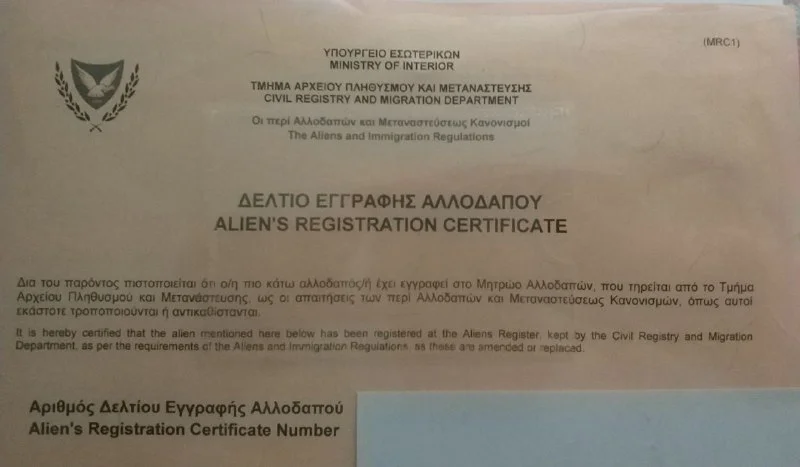 (MRC1)
ΥΠΟΥΡΓΕΙΟ ΕΣΩΤΕΡΙΚΩΝ
MINISTRY OF INTERIOR
ΤΜΗΜΑ ΑΡΧΕΙΟΥ ΠΛΗΘΥΣΜΟΥ ΚΑΙ ΜΕΤΑΝΑΣΤΕΥΣΗΣ
CIVIL REGISTRY AND MIGRATION DEPARTMENT
Οι περί Αλλοδαπών και Μεταναστεύσεως Κανονισμοί
The Aliens and Immigration Regulations
ΔΕΛΤΙΟ ΕΓΓΡΑΦΗΣ ΑΛΛΟΔΑΠΟΥ
ALIEN'S REGISTRATION CERTIFICATE
Δια του παρόντος πιστοποιείται ότι ο/η πιο κάτω αλλοδαπός/ή έχει εγγραφεί στο Μητρώο Αλλοδαπών, που τηρείται από το Τμήμα
Αρχείου Πληθυσμού και Μετανάστευσης, ως οι απαιτήσεις των περί Αλλοδαπών και Μεταναστεύσεως Κανονισμών, όπως αυτοί
εκάστοτε τροποποιούνται ή αντικαθίστανται.
It is hereby certified that the alien mentioned here below has been registered at the Aliens Register, kept by the Civil Registry and Migration
Department, as per the requirements of the Aliens and Immigration Regulations, as these are amended or replaced.
Αριθμός Δελτίου Εγγραφής Αλλοδαπού
Alien's Registration Certificate Number